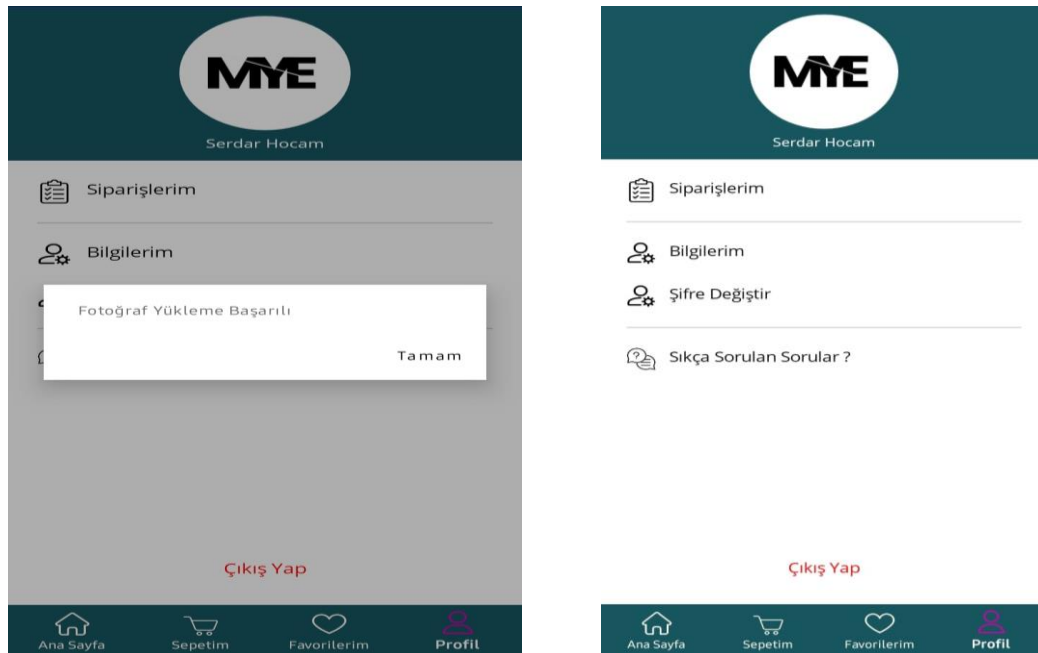 MYE
Serdar Hocam
Siparişlerim
Bilgilerim
Fotoğraf Yükleme Başarılı
Tamam
Çıkış Yap
Ana Sayfa
Sepetim
Favorilerim
Profil
MYE
Serdar Hocam
Siparişlerim
Bilgilerim
Şifre Değiştir
Sıkça Sorulan Sorular ?
Çıkış Yap
Ana Sayfa
Sepetim
Favorilerim
Profil